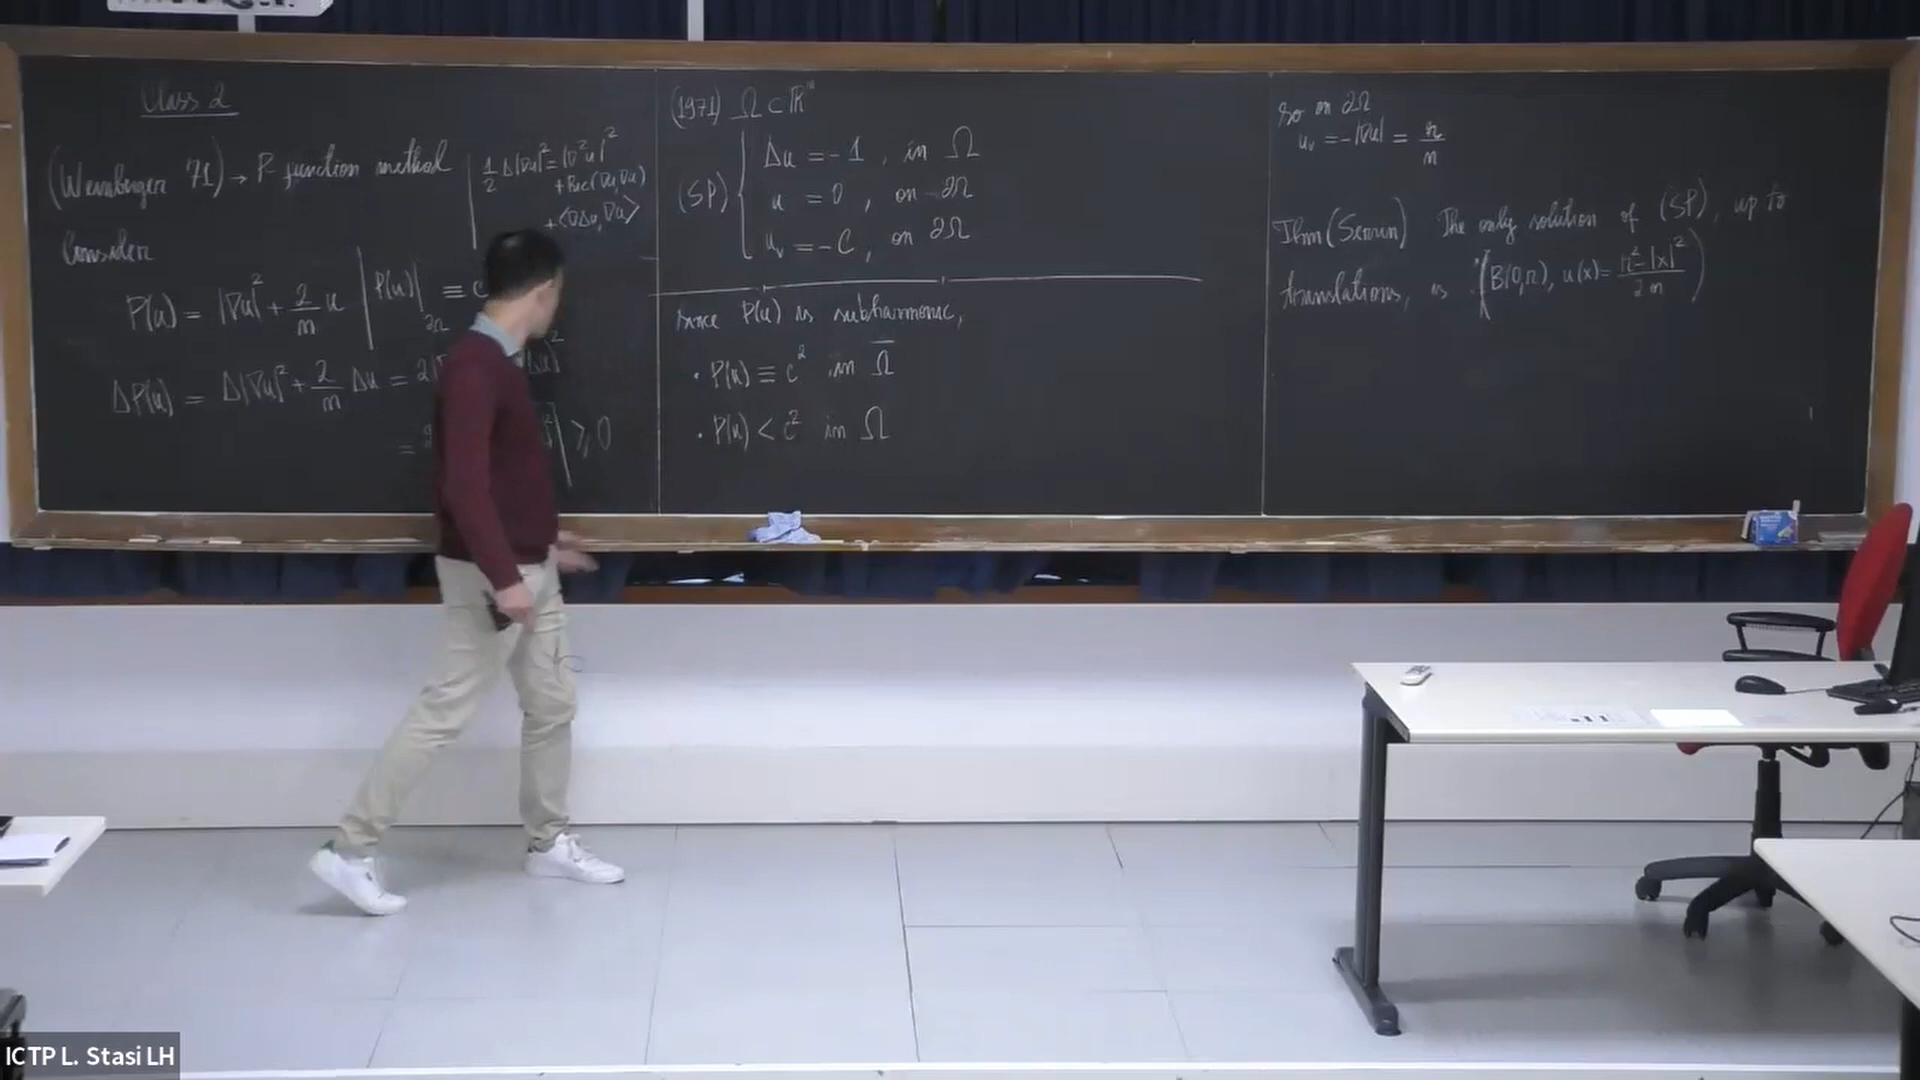 Class 2
(Weinberger 71) → P-function method
1/2 Δ|∇u|² = |∇²u|²
+ Ric(∇u,∇u)
+ <∇Δu, ∇u>
Consider
P(u) = |∇u|² + 2/n u | P(u)|∂Ω ≡ c
ΔP(u) = Δ|∇u|² + 2/n Δu = 2|
≥ 0
(1971) Ω ⊂ ℝⁿ
(SP) { Δu = -1 , in Ω
u = 0 , on ∂Ω
uᵥ = -c , on ∂Ω
Since P(u) is subharmonic,
• P(u) ≡ c² in Ω̅
• P(u) < c² in Ω
so on ∂Ω
uᵥ = -|∇u| = r/n
Thm (Serrin) The only solution of (SP), up to
translations, is (B(0,r), u(x) = r²-|x|²/2n)
ICTP L. Stasi LH